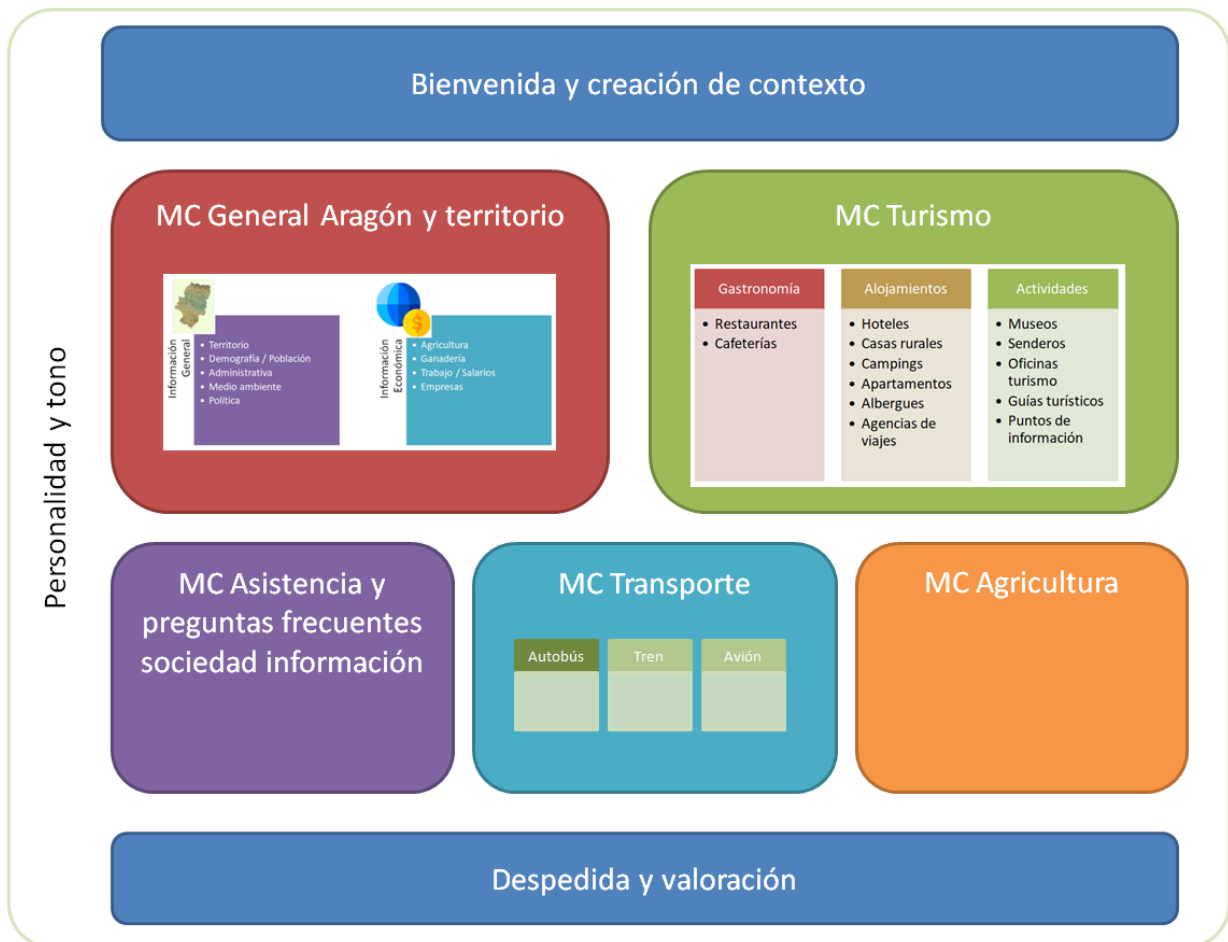 Bienvenida y creación de contexto
Personalidad y tono
MC General Aragón y territorio
Información
General
• Territorio
• Demografía / Población
• Administrativa
• Medio ambiente
• Política
Información
Económica
• Agricultura
• Ganadería
• Trabajo / Salarios
• Empresas
MC Turismo
Gastronomía
• Restaurantes
• Cafeterías
Alojamientos
• Hoteles
• Casas rurales
• Campings
• Apartamentos
• Albergues
• Agencias de
viajes
Actividades
• Museos
• Senderos
• Oficinas
turismo
• Guías turísticos
• Puntos de
información
MC Asistencia y
preguntas frecuentes
sociedad información
MC Transporte
Autobús
Tren
Avión
MC Agricultura
Despedida y valoración